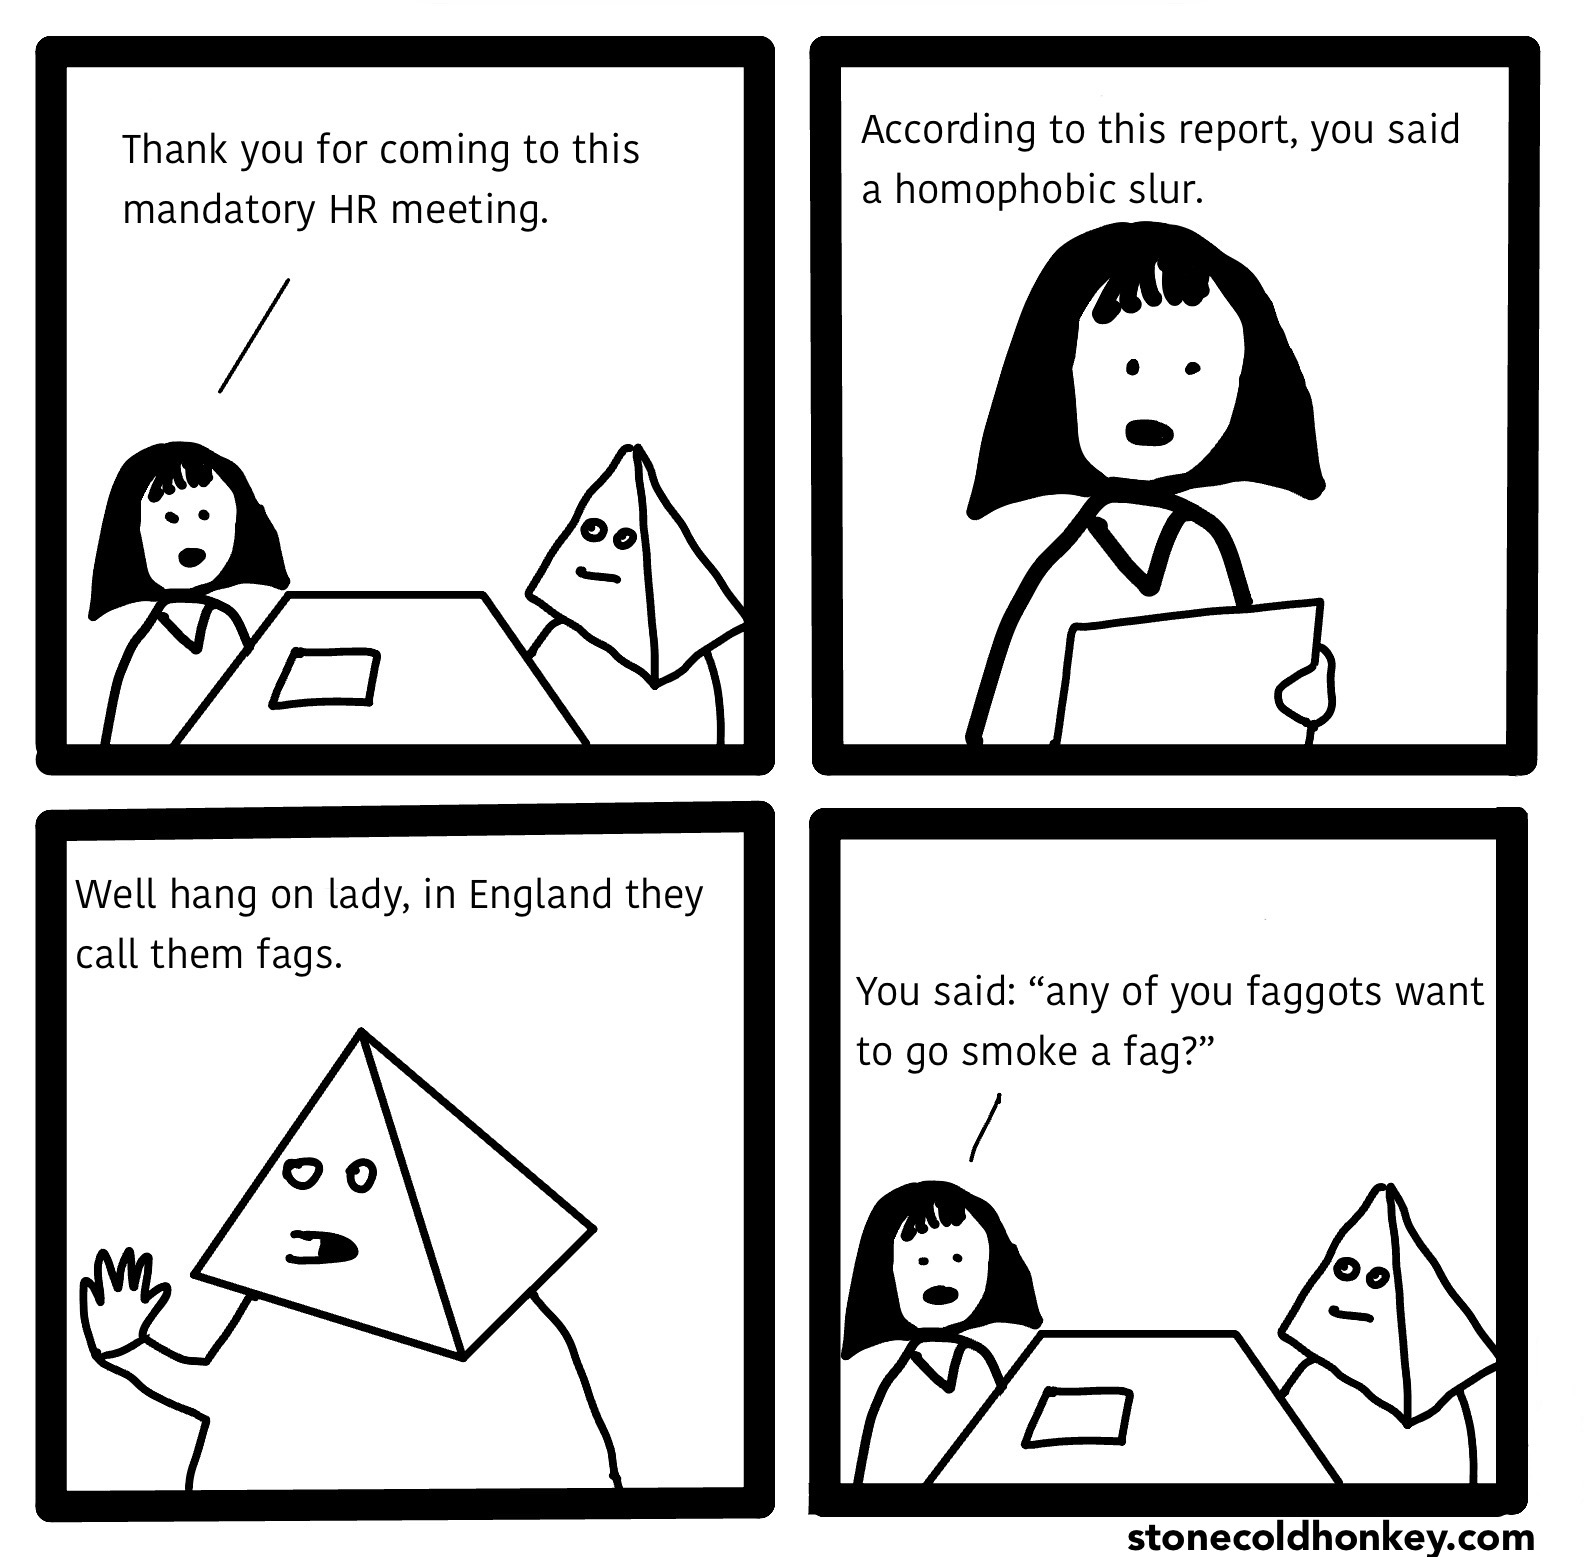 Thank you for coming to this
mandatory HR meeting.
According to this report, you said
a homophobic slur.
Well hang on lady, in England they
call them fags.
You said: “any of you faggots want
to go smoke a fag?”
stonecoldhonkey.com